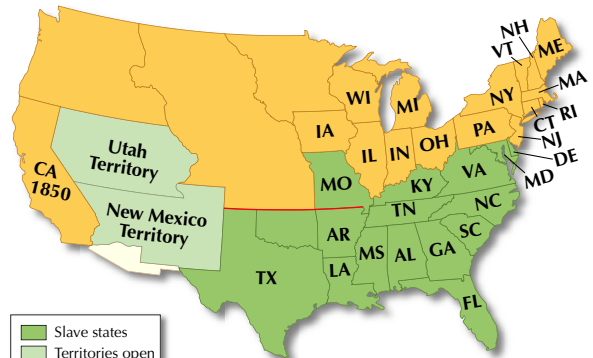 NH
VT
ME
WI
MI
NY
MA
IA
RI
CT
PA
OH
NJ
IL
IN
Utah
Territory
DE
CA
1850
MO
KY
VA
MD
New Mexico
Territory
NC
TN
AR
SC
MS
AL
GA
LA
TX
FL
Slave states
Territories open